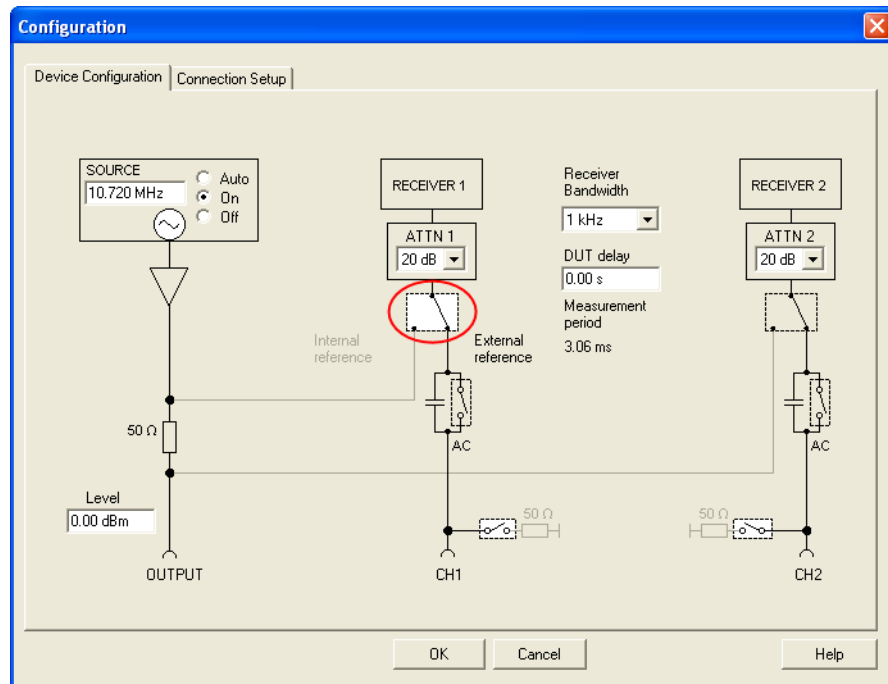 Configuration
Device Configuration
Connection Setup
SOURCE
10.720 MHz
Auto
On
Off
RECEIVER 1
ATTN 1
20 dB
Receiver
Bandwidth
1 kHz
DUT delay
0.00 s
Measurement
period
3.06 ms
RECEIVER 2
ATTN 2
20 dB
Internal
reference
External
reference
50 Ω
AC
AC
Level
0.00 dBm
50 Ω
50 Ω
OUTPUT
CH1
CH2
OK
Cancel
Help